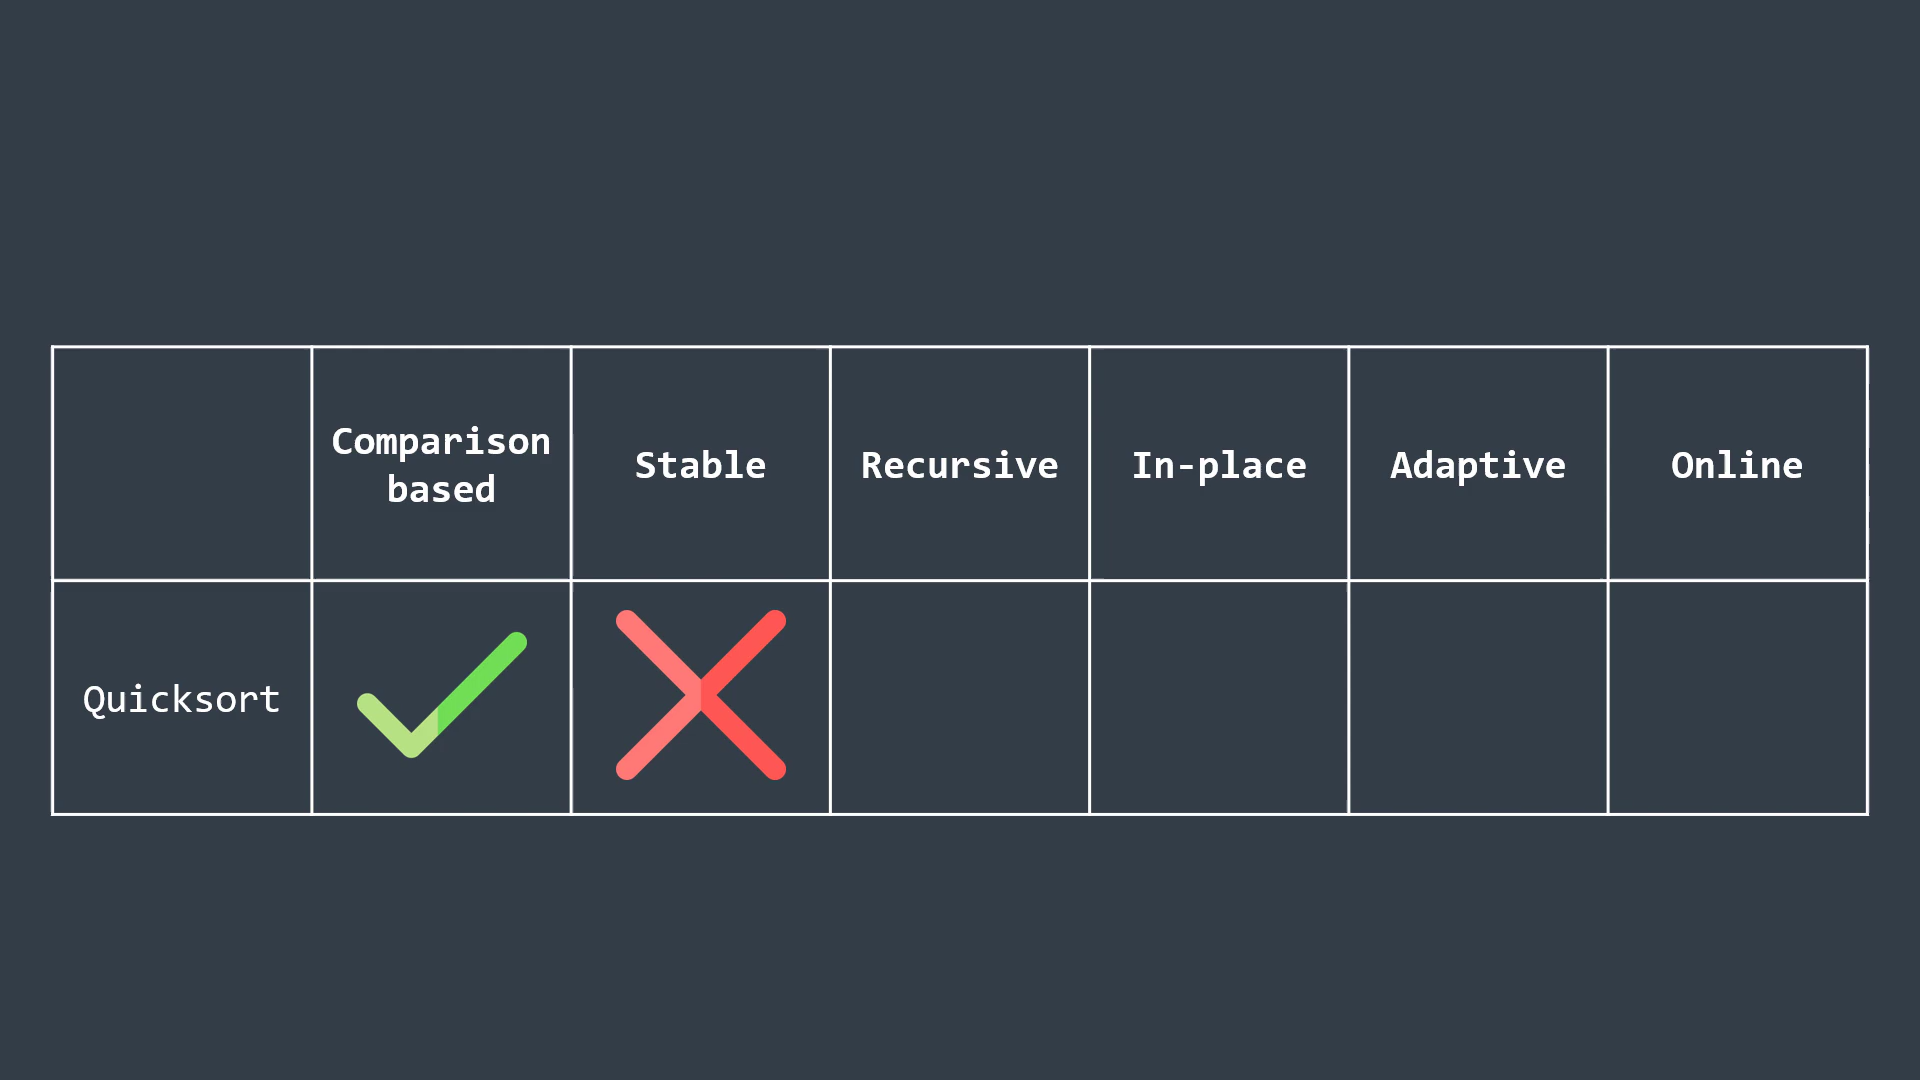 Comparison
based
Stable
Recursive
In-place
Adaptive
Online
Quicksort